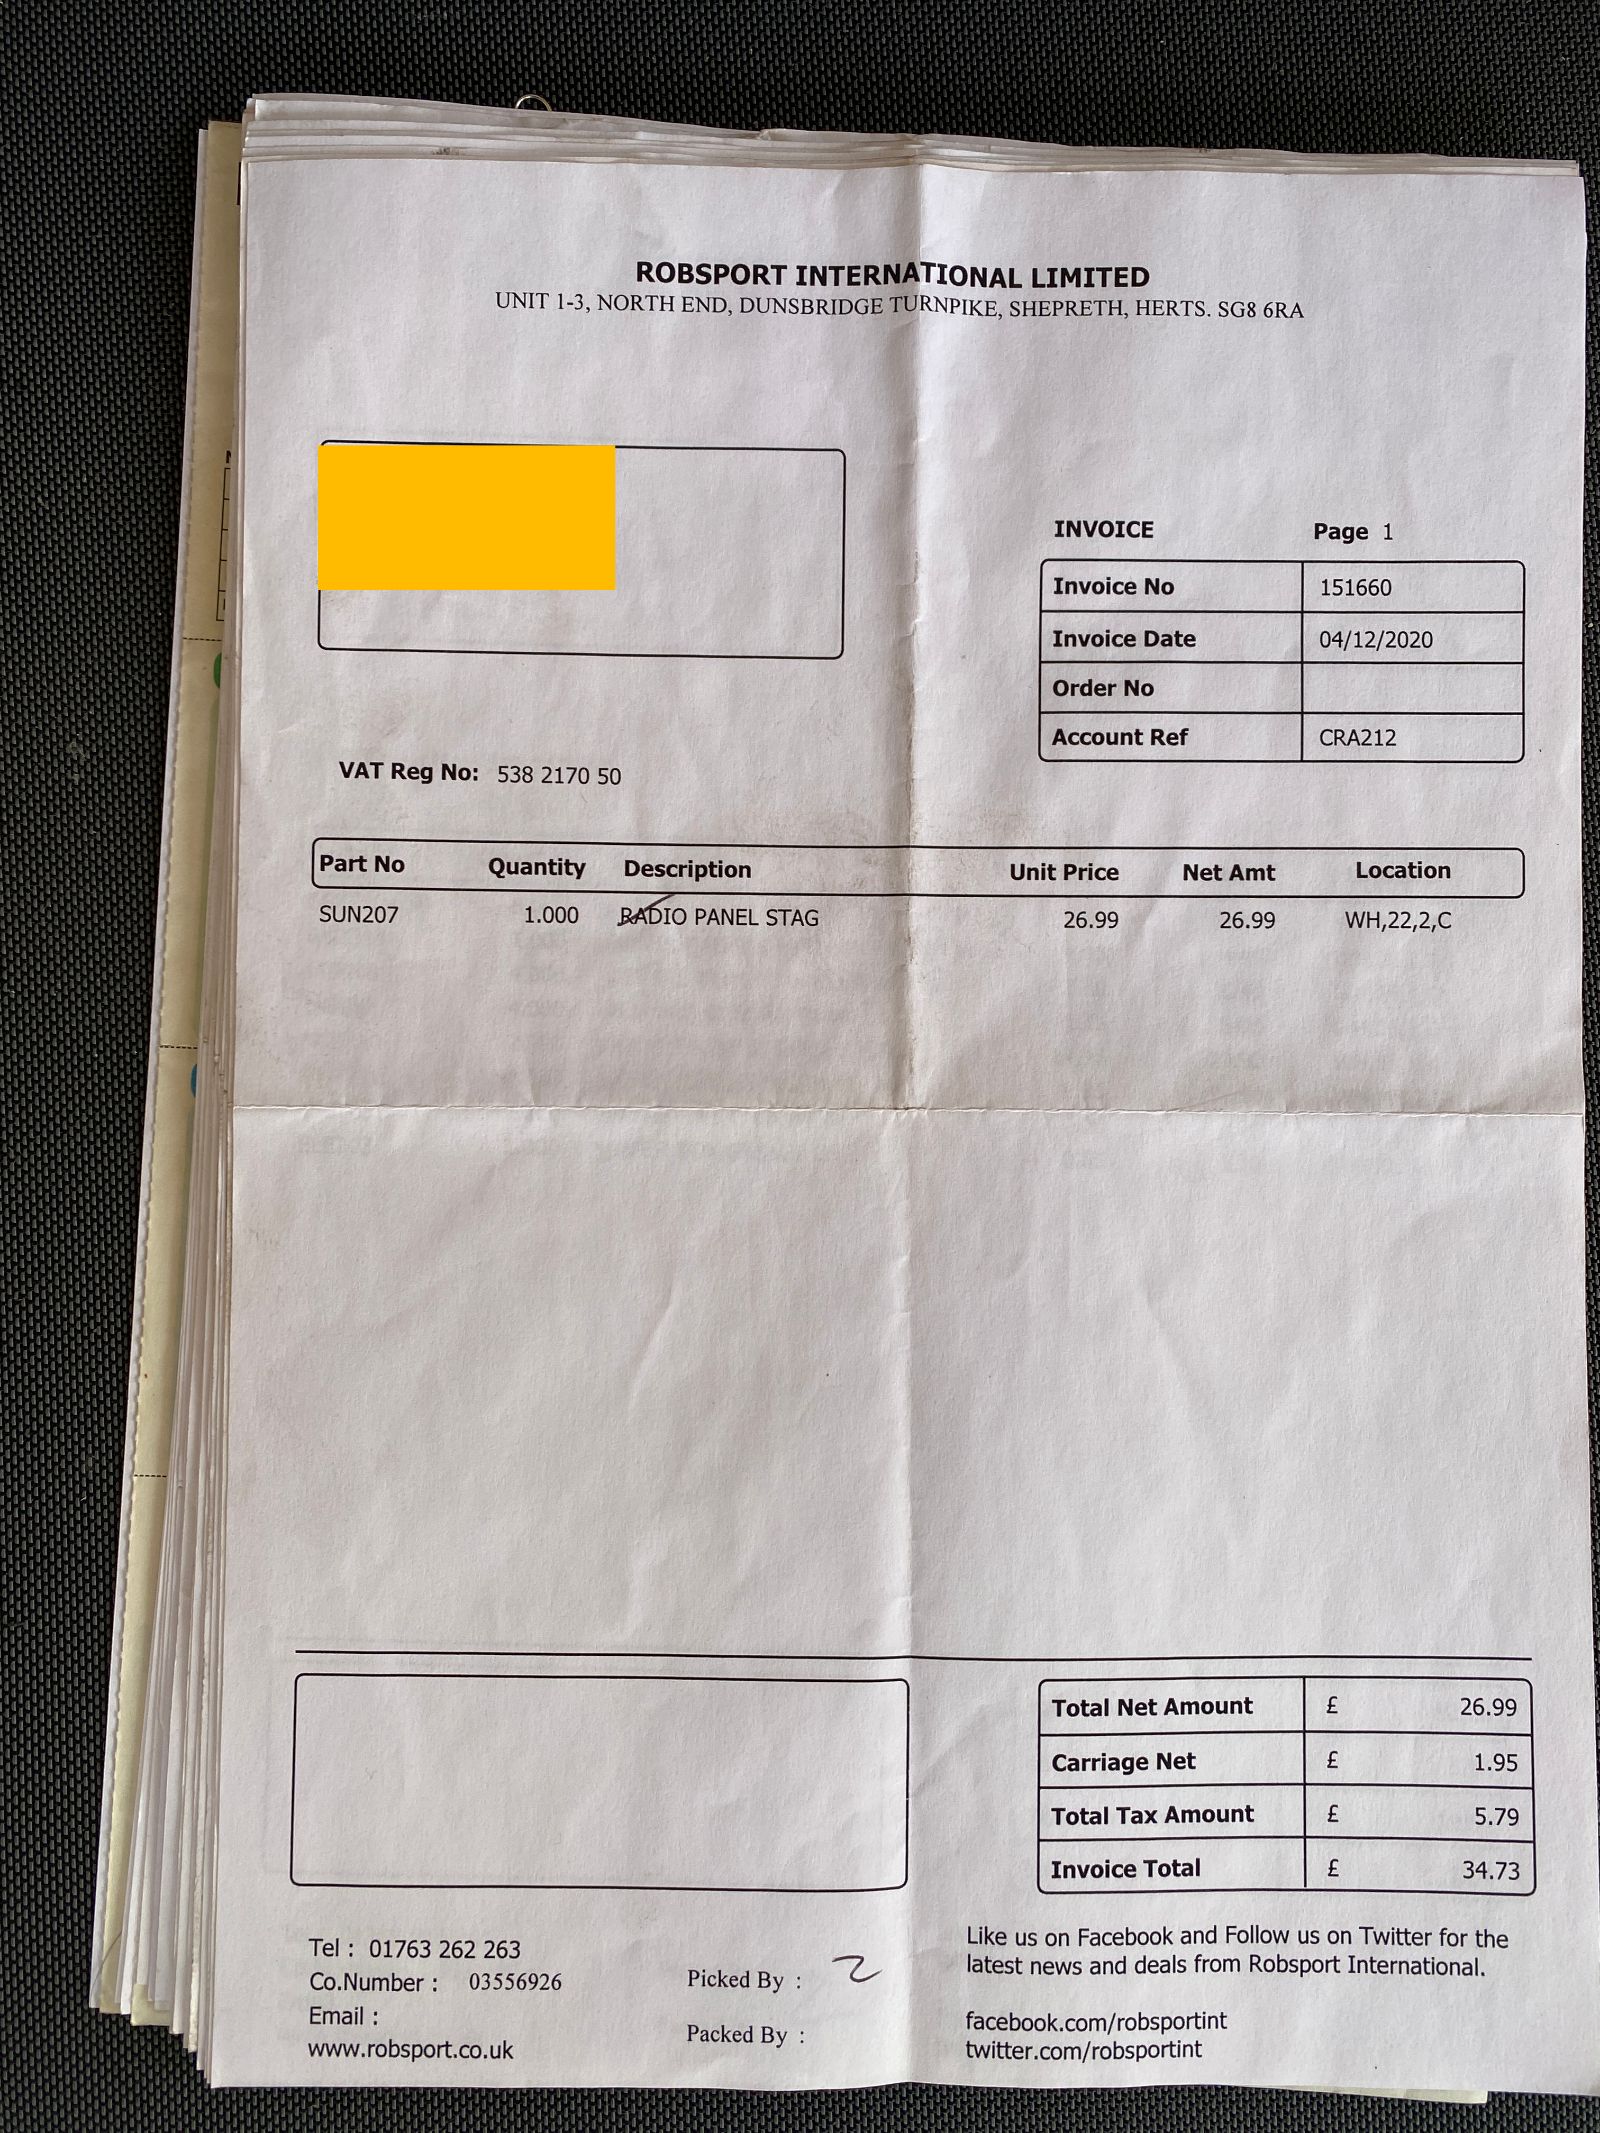 ROBSPORT INTERNATIONAL LIMITED
UNIT 1-3, NORTH END, DUNSBRIDGE TURNPIKE, SHEPRETH, HERTS. SG8 6RA
INVOICE Page 1
Invoice No 151660
Invoice Date 04/12/2020
Order No
Account Ref CRA212
VAT Reg No: 538 2170 50
Part No Quantity Description Unit Price Net Amt Location
SUN207 1.000 RADIO PANEL STAG 26.99 26.99 WH,22,2,C
Total Net Amount £ 26.99
Carriage Net £ 1.95
Total Tax Amount £ 5.79
Invoice Total £ 34.73
Tel : 01763 262 263
Co.Number : 03556926
Email :
www.robsport.co.uk
Picked By :
Packed By :
Like us on Facebook and Follow us on Twitter for the
latest news and deals from Robsport International.
facebook.com/robsportint
twitter.com/robsportint